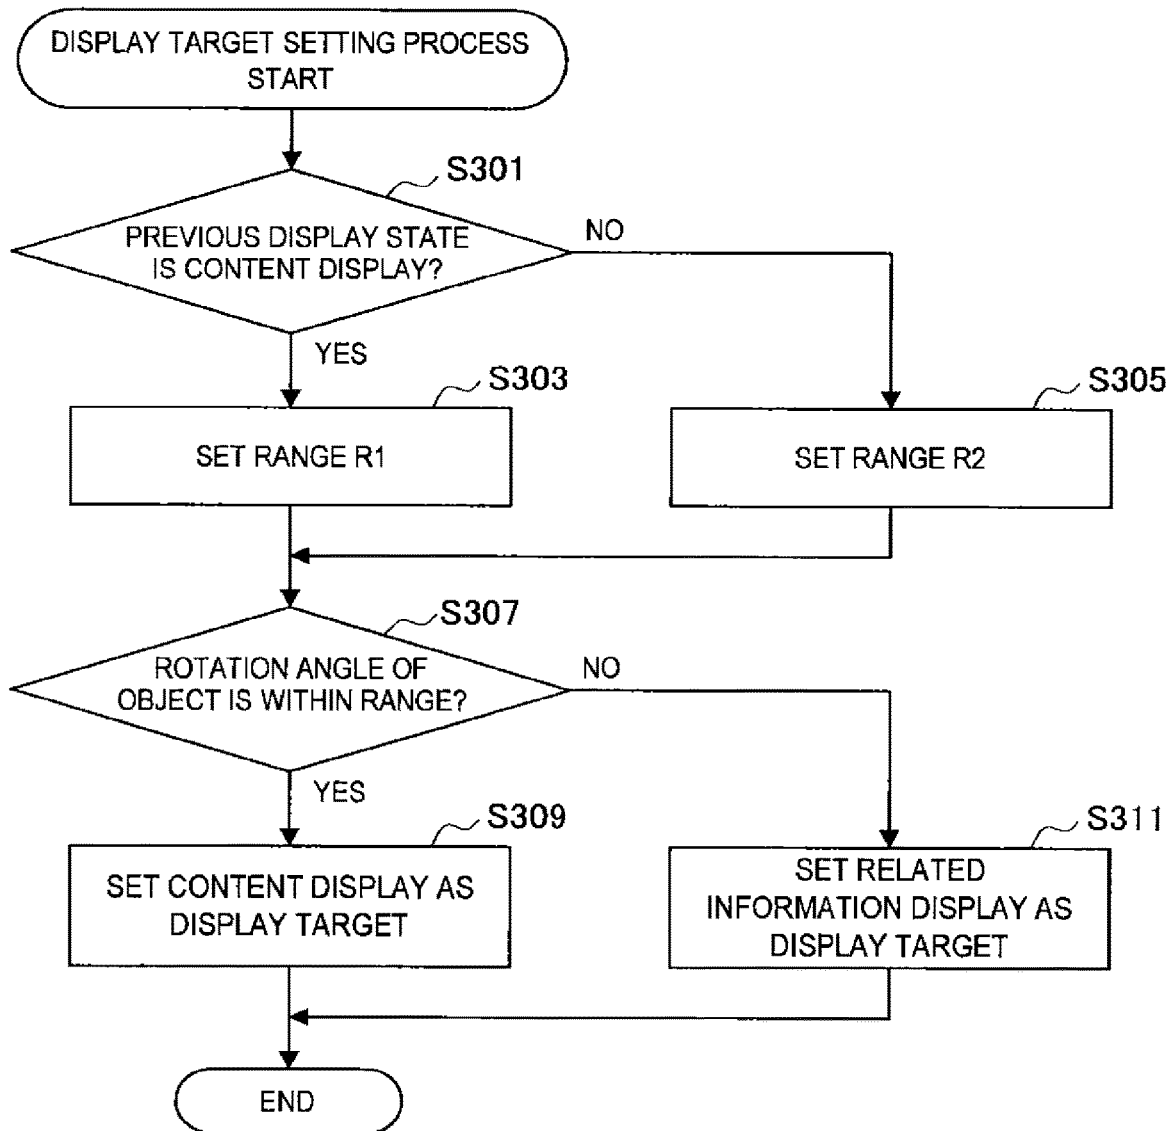 DISPLAY TARGET SETTING PROCESS
START
S301
PREVIOUS DISPLAY STATE
IS CONTENT DISPLAY?
NO
YES
S303
SET RANGE R1
S305
SET RANGE R2
S307
ROTATION ANGLE OF
OBJECT IS WITHIN RANGE?
NO
YES
S309
SET CONTENT DISPLAY AS
DISPLAY TARGET
S311
SET RELATED
INFORMATION DISPLAY AS
DISPLAY TARGET
END